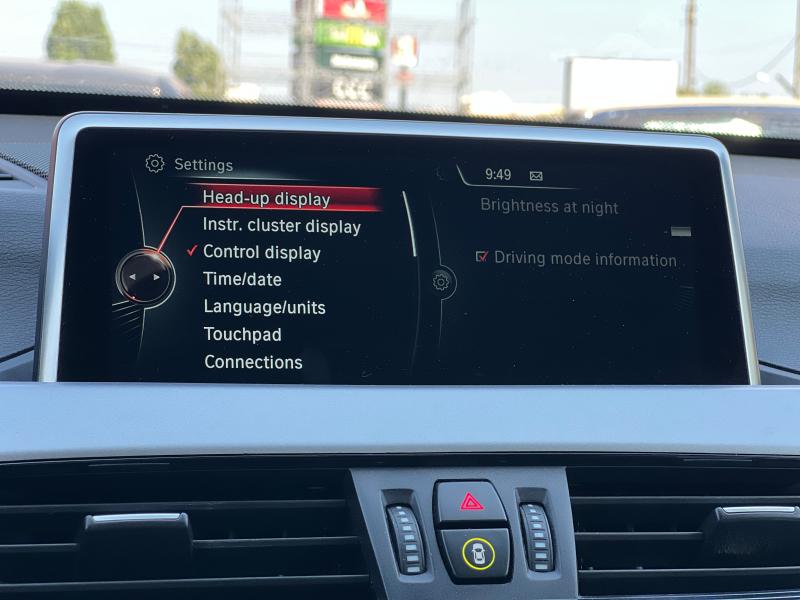 Settings
9:49
Head-up display
Instr. cluster display
Control display
Time/date
Language/units
Touchpad
Connections
Brightness at night
Driving mode information